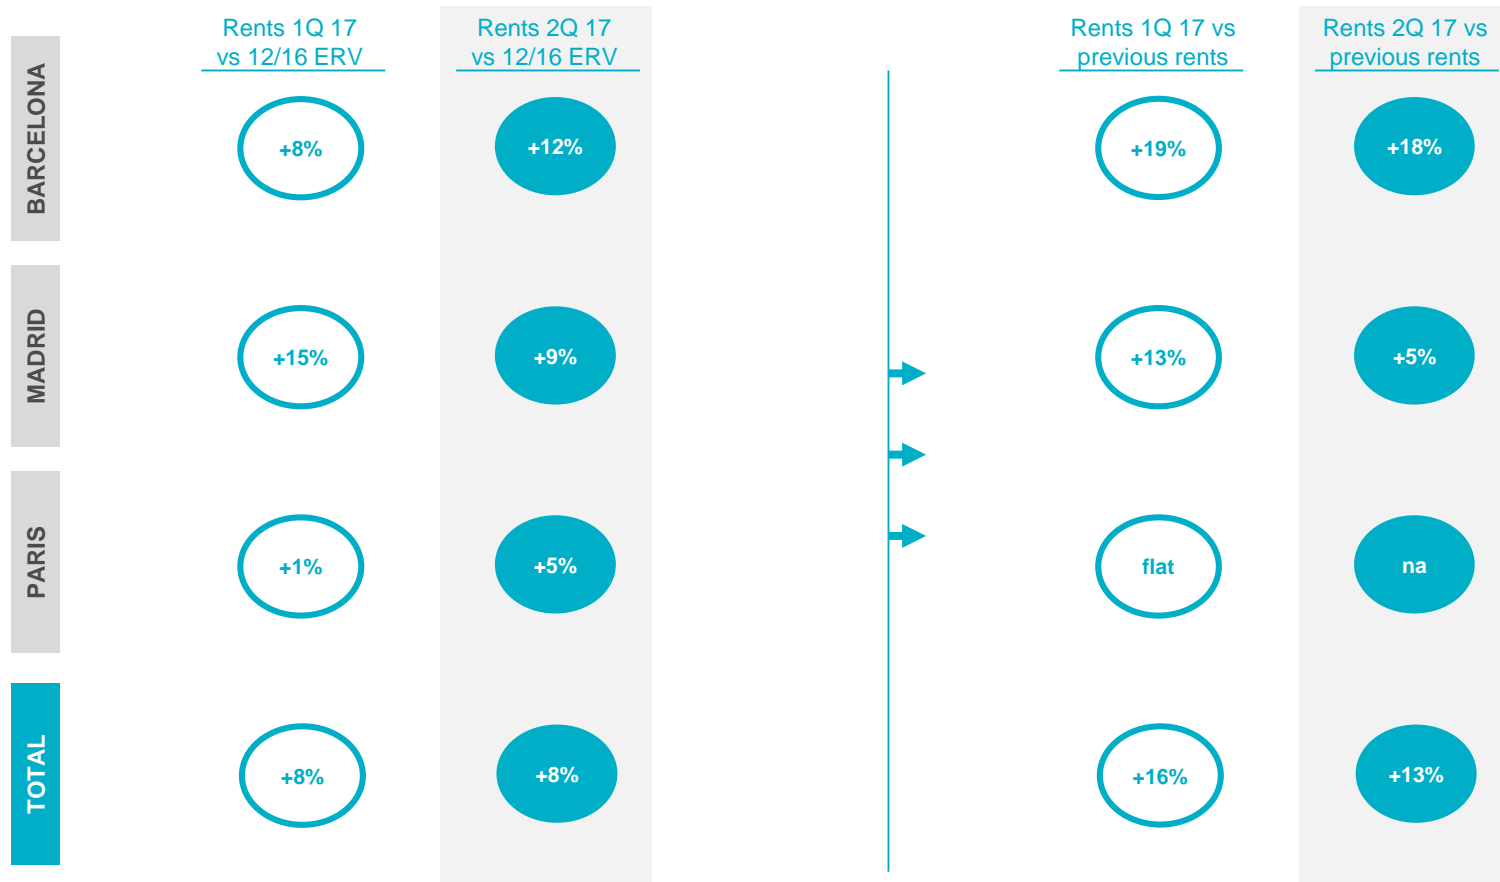 Rents 1Q 17
vs 12/16 ERV
Rents 2Q 17
vs 12/16 ERV
Rents 1Q 17 vs
previous rents
Rents 2Q 17 vs
previous rents
BARCELONA
+8%
+12%
+19%
+18%
MADRID
+15%
+9%
+13%
+5%
PARIS
+1%
+5%
flat
na
TOTAL
+8%
+8%
+16%
+13%